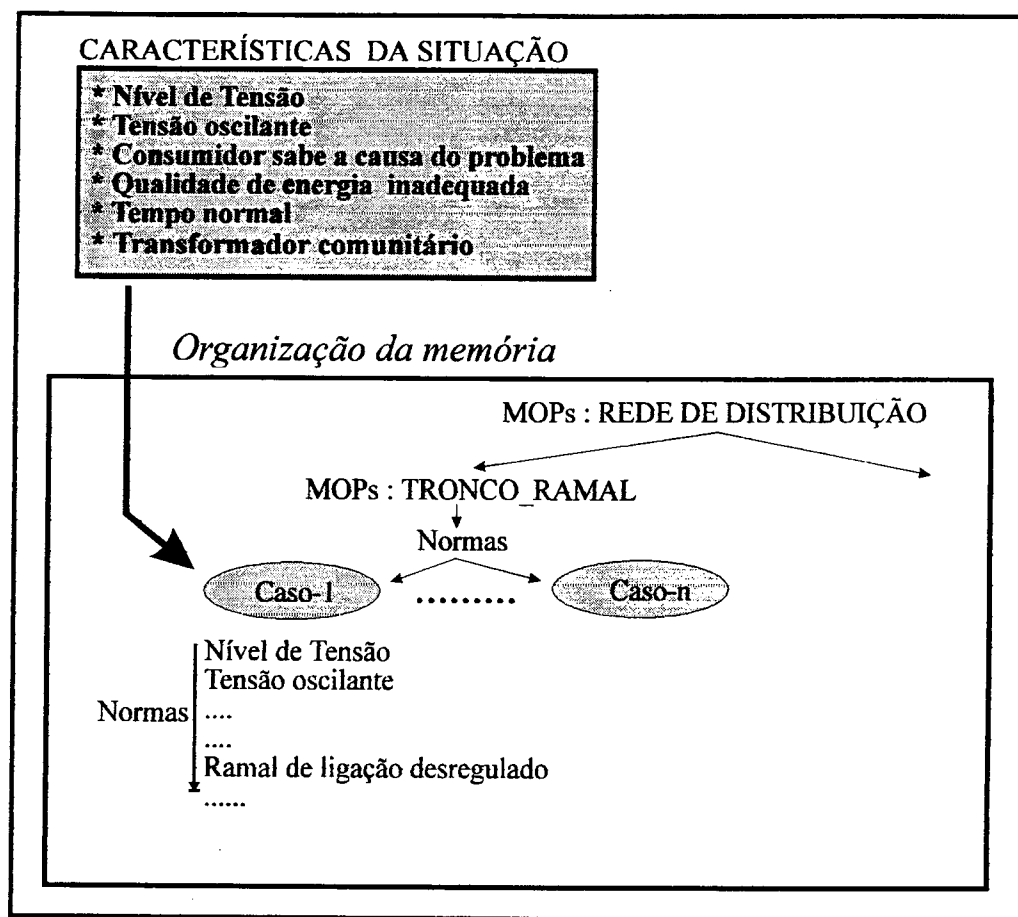 CARACTERÍSTICAS DA SITUAÇÃO
* Nível de Tensão
* Tensão oscilante
* Consumidor sabe a causa do problema
* Qualidade de energia inadequada
* Tempo normal
* Transformador comunitário
Organização da memória
MOPs : REDE DE DISTRIBUIÇÃO
MOPs : TRONCO_RAMAL
Normas
Caso-1 ......... Caso-n
Nível de Tensão
Tensão oscilante
Normas ....
....
Ramal de ligação desregulado
......